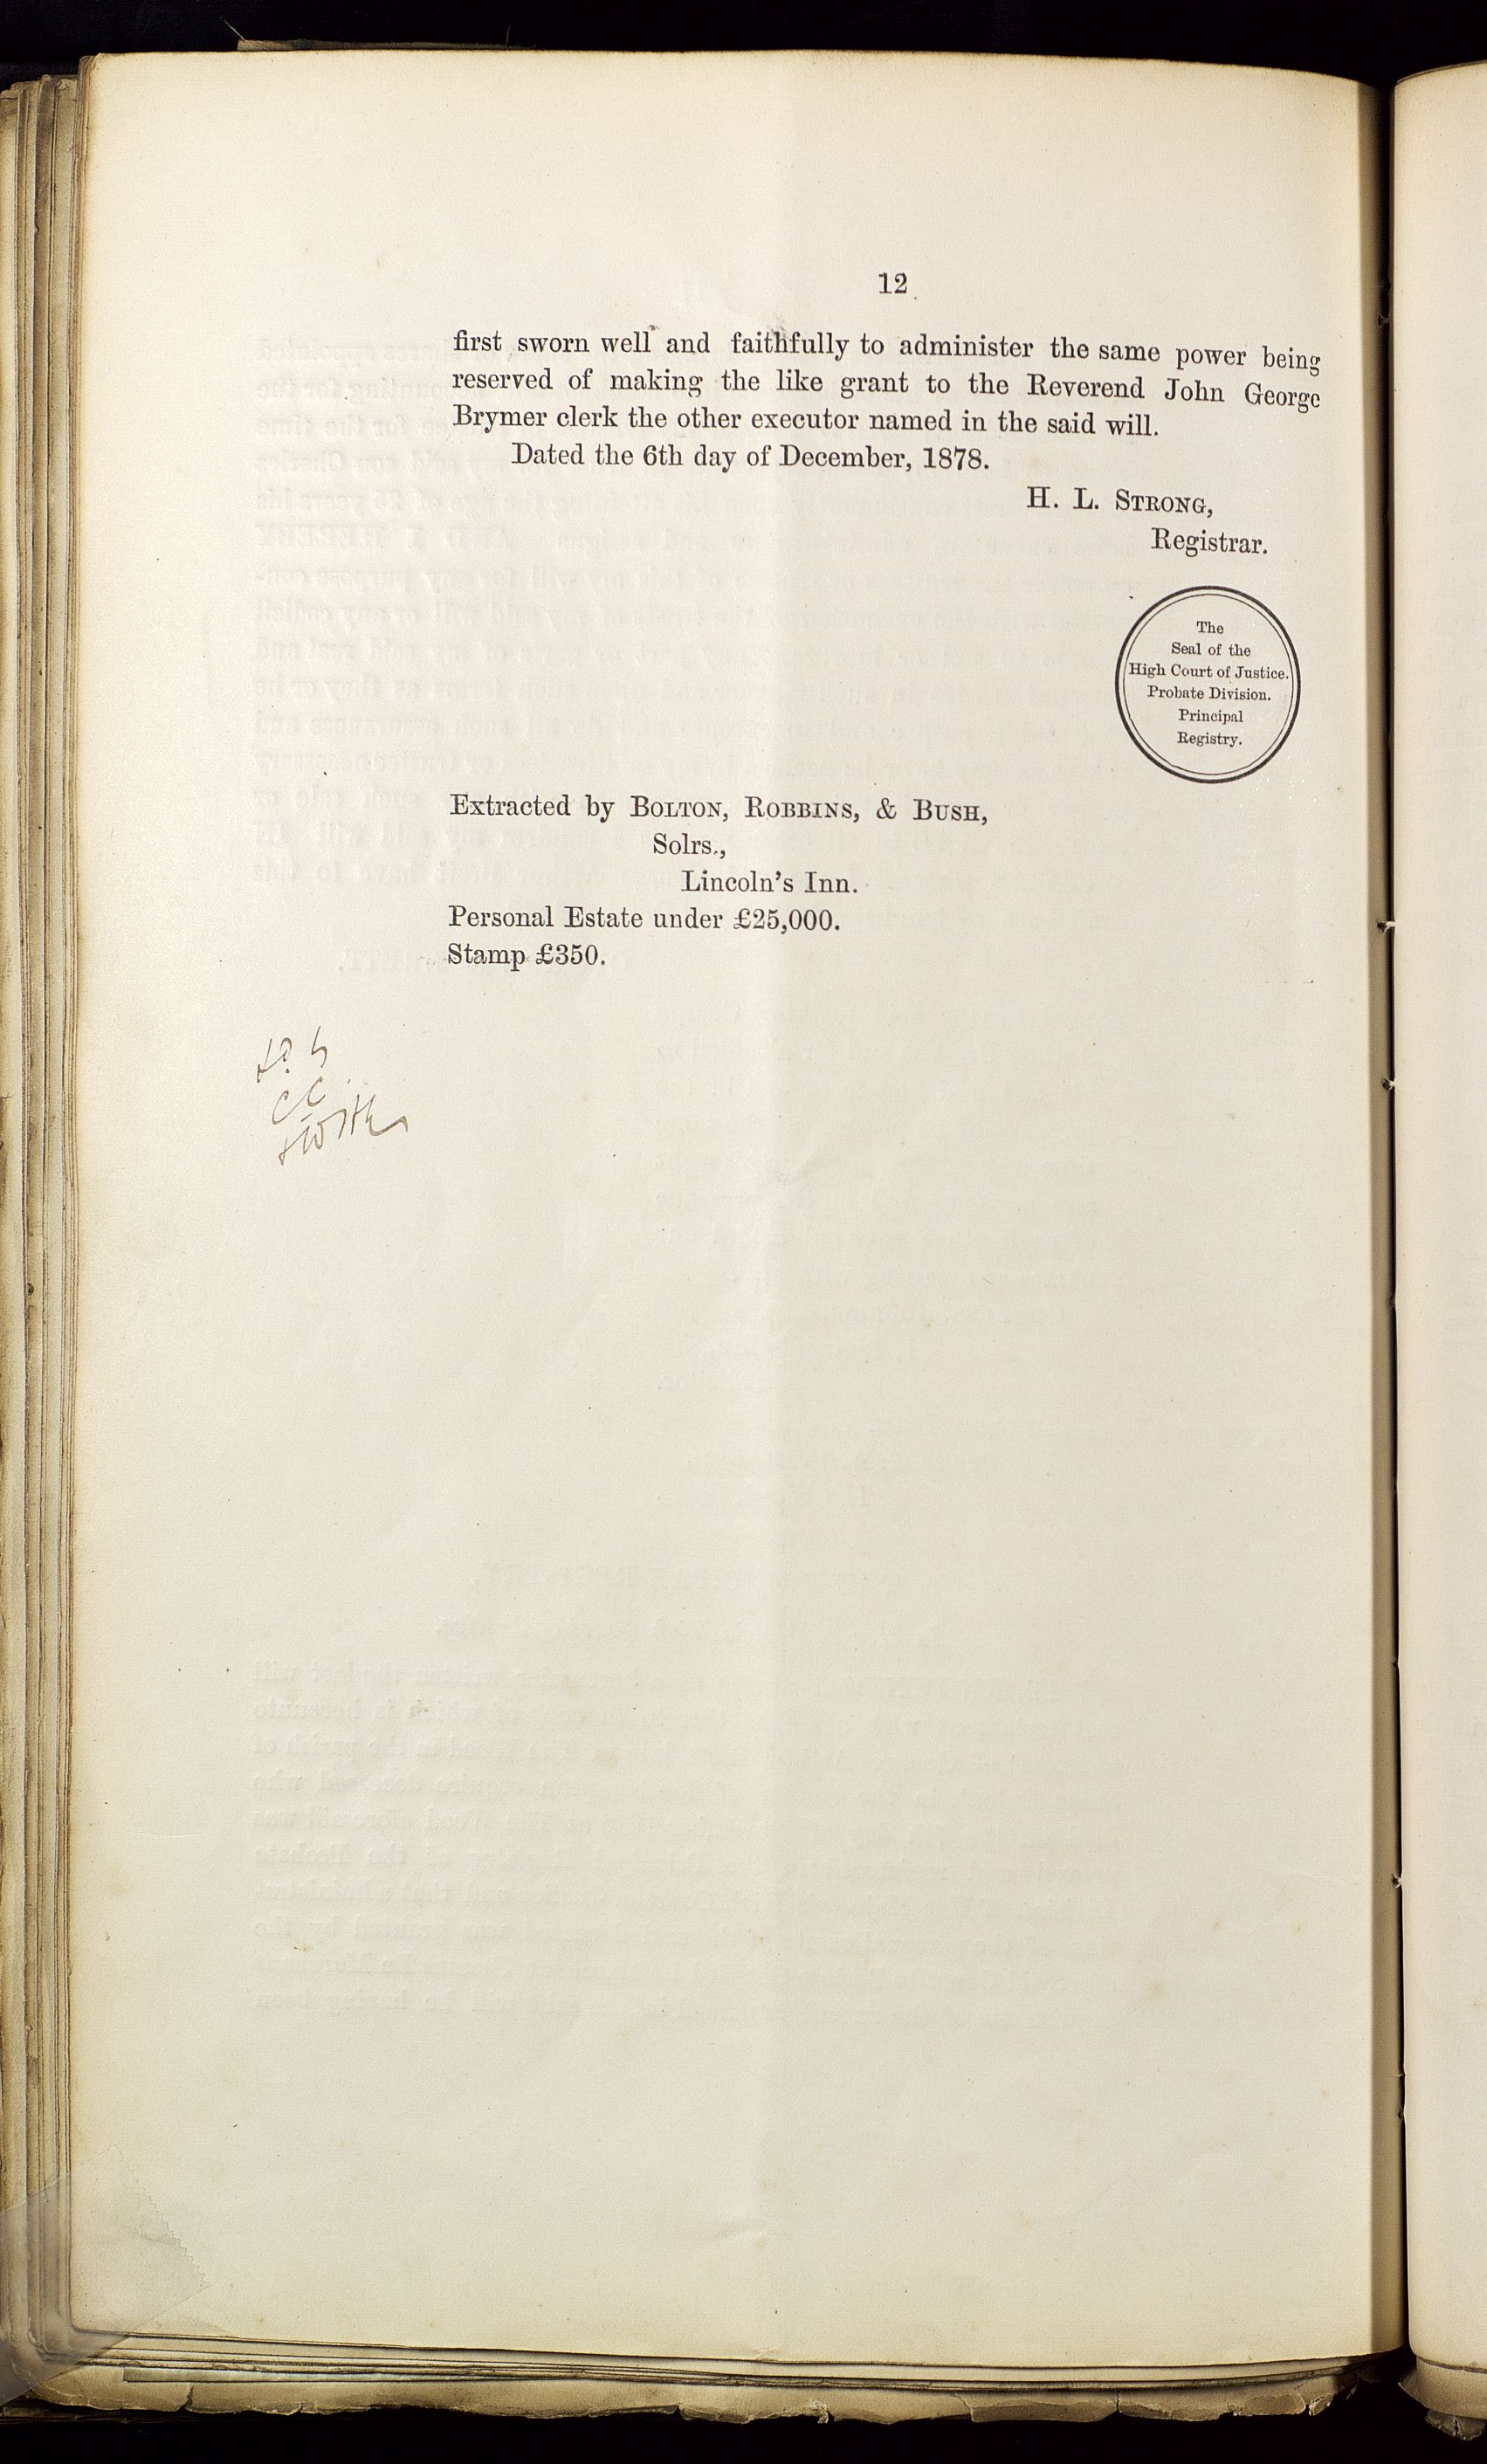 12
first sworn well and faithfully to administer the same power being
reserved of making the like grant to the Reverend John George
Brymer clerk the other executor named in the said will.
Dated the 6th day of December, 1878.
H. L. STRONG,
Registrar.
The
Seal of the
High Court of Justice.
Probate Division.
Principal
Registry.
Extracted by BOLTON, ROBBINS, & BUSH,
Solrs.,
Lincoln's Inn.
Personal Estate under £25,000.
Stamp £350.